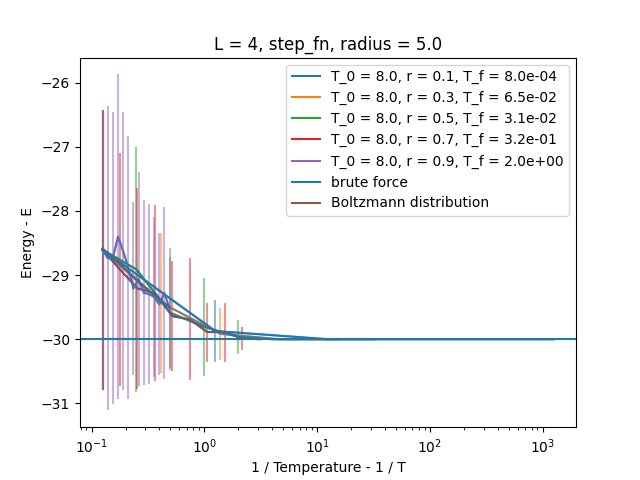 L = 4, step_fn, radius = 5.0
T_0 = 8.0, r = 0.1, T_f = 8.0e-04
T_0 = 8.0, r = 0.3, T_f = 6.5e-02
T_0 = 8.0, r = 0.5, T_f = 3.1e-02
T_0 = 8.0, r = 0.7, T_f = 3.2e-01
T_0 = 8.0, r = 0.9, T_f = 2.0e+00
brute force
Boltzmann distribution
Energy - E
−26
−27
−28
−29
−30
−31
10⁻¹ 10⁰ 10¹ 10² 10³
1 / Temperature - 1 / T